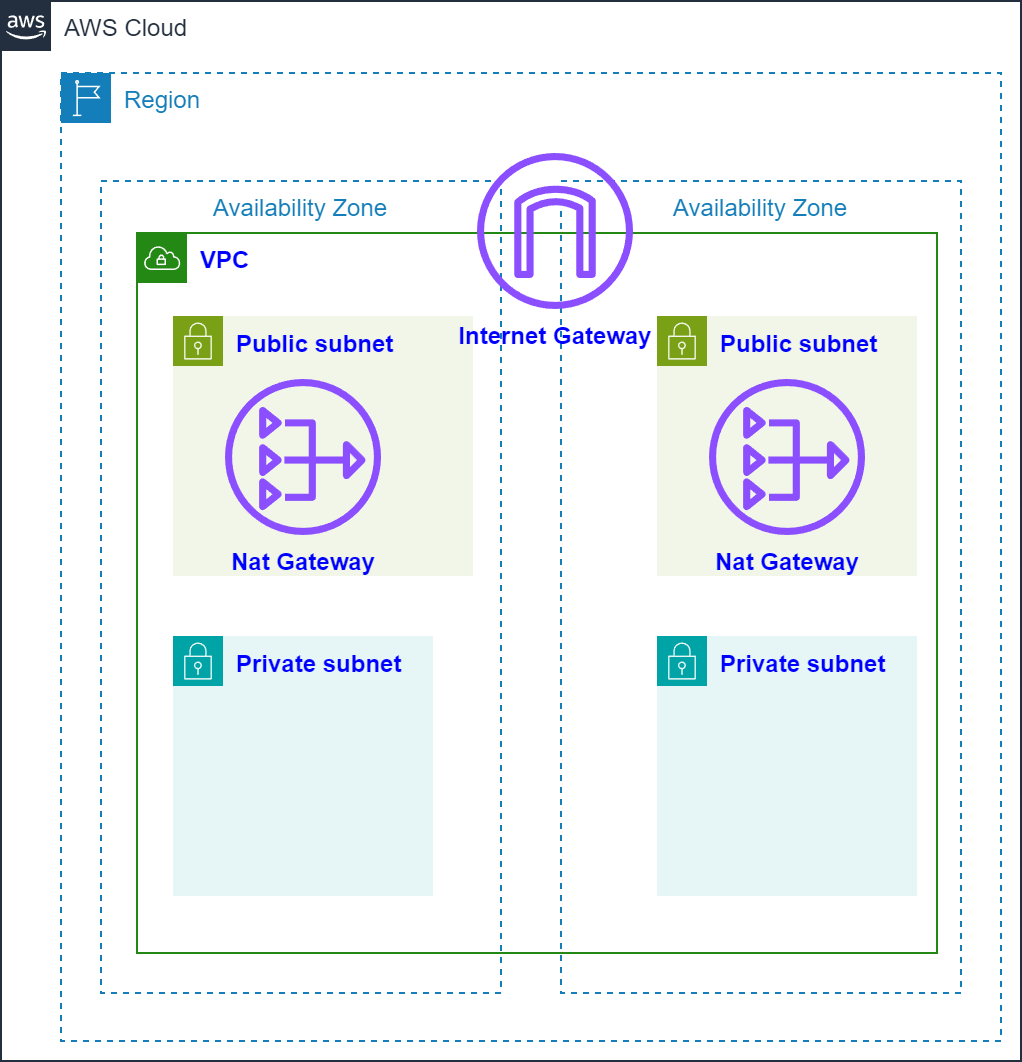 aws
AWS Cloud
Region
Availability Zone
Availability Zone
VPC
Internet Gateway
Public subnet
Public subnet
Nat Gateway
Nat Gateway
Private subnet
Private subnet